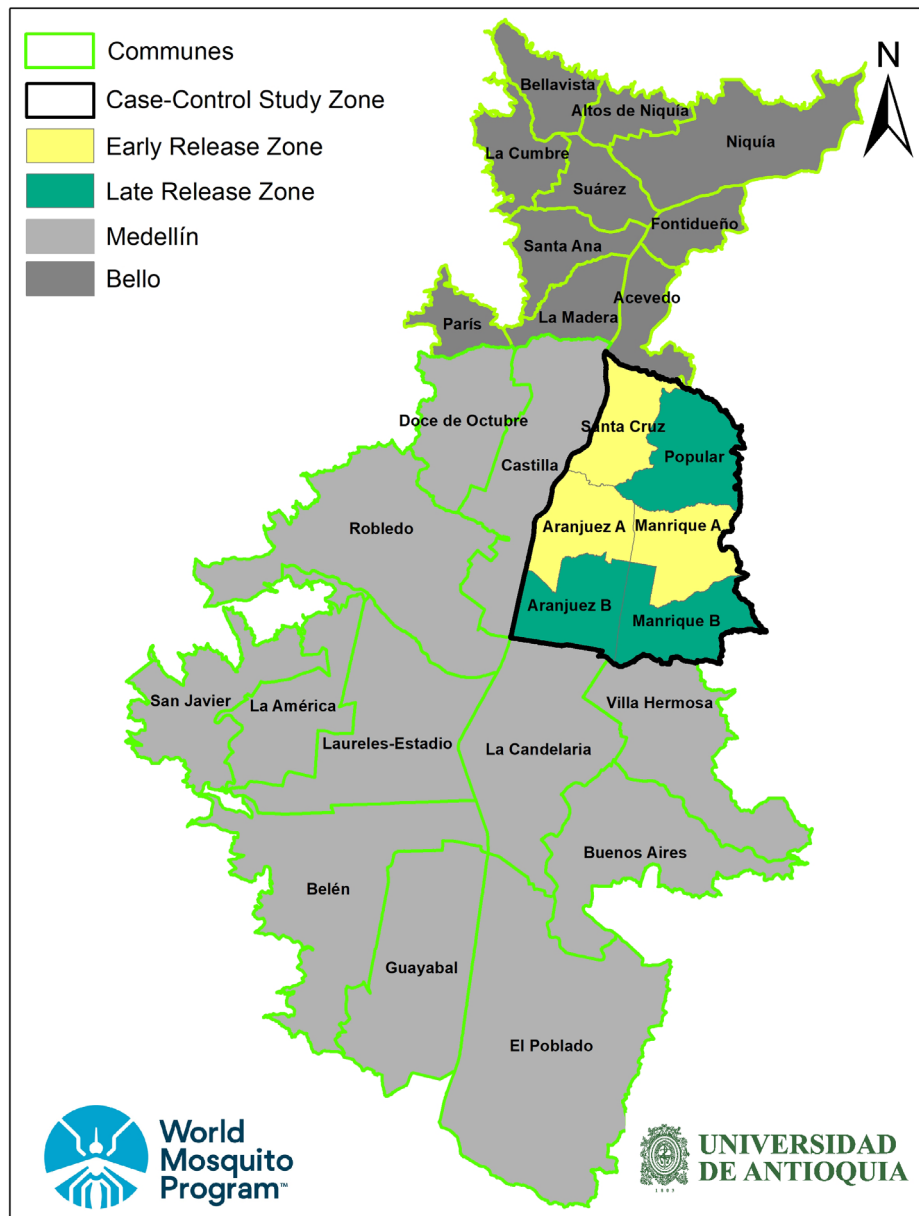 Communes
Case-Control Study Zone
Early Release Zone
Late Release Zone
Medellín
Bello
N
Bellavista
Altos de Niquía
Niquía
La Cumbre
Suárez
Fontidueño
Santa Ana
Acevedo
La Madera
París
Doce de Octubre
Santa Cruz
Popular
Castilla
Robledo
Aranjuez A
Manrique A
Aranjuez B
Manrique B
San Javier
La América
Villa Hermosa
Laureles-Estadio
La Candelaria
Buenos Aires
Belén
Guayabal
El Poblado
World
Mosquito
Program™
UNIVERSIDAD
DE ANTIOQUIA
1803